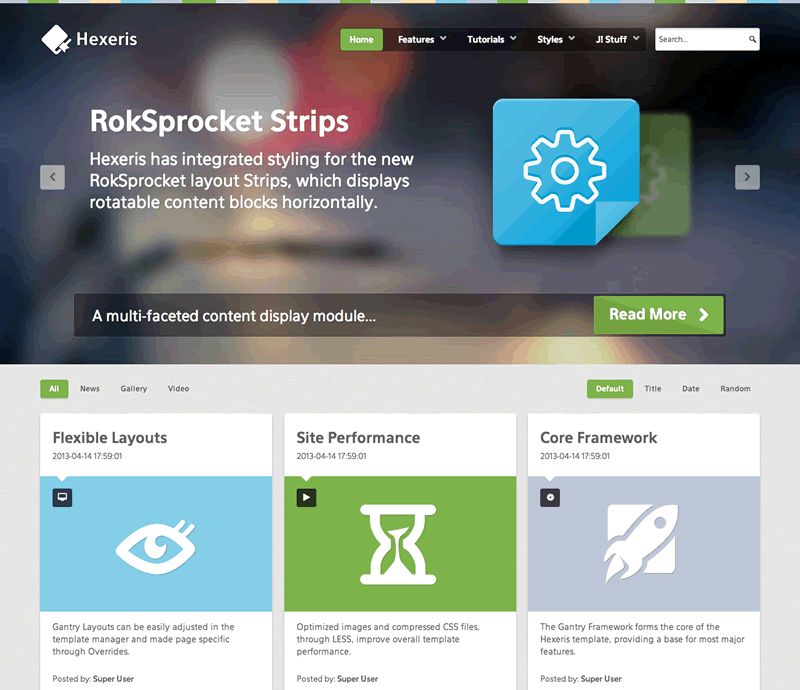 Hexeris
Home Features Tutorials Styles JI Stuff Search...
RokSprocket Strips
Hexeris has integrated styling for the new
RokSprocket layout Strips, which displays
rotatable content blocks horizontally.
A multi-faceted content display module...
Read More
All News Gallery Video
Default Title Date Random
Flexible Layouts
2013-04-14 17:59:01
Gantry Layouts can be easily adjusted in the
template manager and made page specific
through Overrides.
Posted by: Super User
Site Performance
2013-04-14 17:59:01
Optimized images and compressed CSS files,
through LESS, improve overall template
performance.
Posted by: Super User
Core Framework
2013-04-14 17:59:01
The Gantry Framework forms the core of the
Hexeris template, providing a base for most major
features.
Posted by: Super User